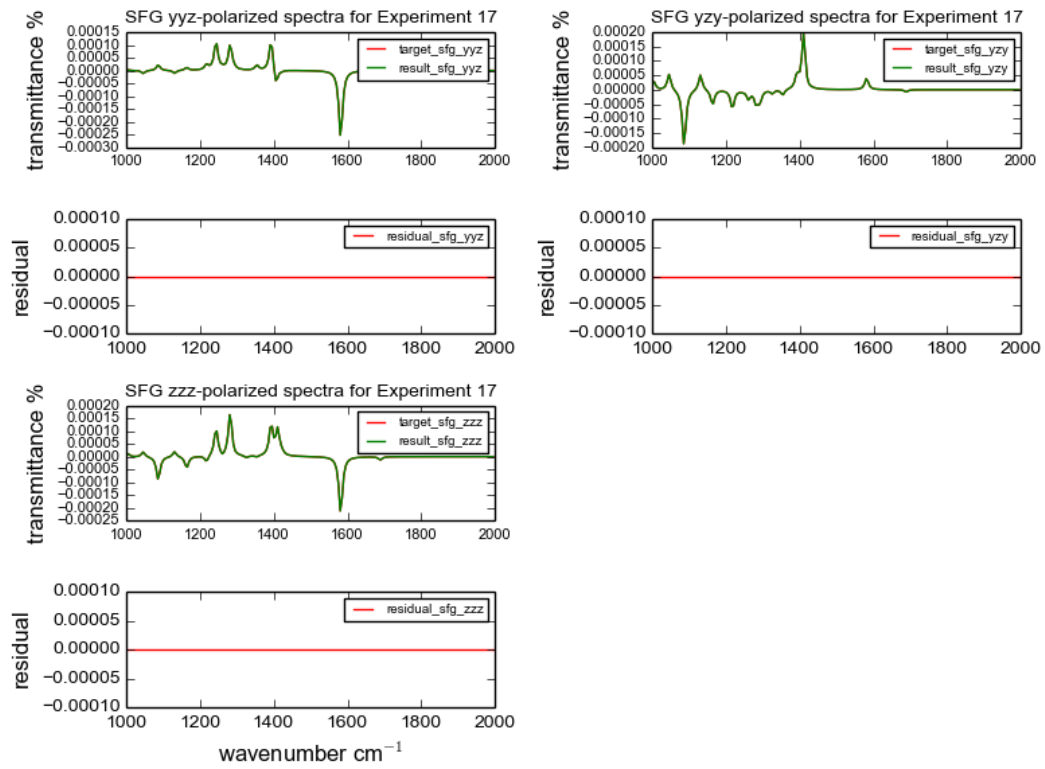 SFG yyz-polarized spectra for Experiment 17
transmittance %
0.00015
0.00010
0.00005
0.00000
−0.00005
−0.00010
−0.00015
−0.00020
−0.00025
−0.00030
target_sfg_yyz
result_sfg_yyz
1000 1200 1400 1600 1800 2000
SFG yzy-polarized spectra for Experiment 17
transmittance %
0.00020
0.00015
0.00010
0.00005
0.00000
−0.00005
−0.00010
−0.00015
−0.00020
target_sfg_yzy
result_sfg_yzy
1000 1200 1400 1600 1800 2000
residual
0.00010
0.00005
0.00000
−0.00005
−0.00010
residual_sfg_yyz
1000 1200 1400 1600 1800 2000
residual
0.00010
0.00005
0.00000
−0.00005
−0.00010
residual_sfg_yzy
1000 1200 1400 1600 1800 2000
SFG zzz-polarized spectra for Experiment 17
transmittance %
0.00020
0.00015
0.00010
0.00005
0.00000
−0.00005
−0.00010
−0.00015
−0.00020
−0.00025
target_sfg_zzz
result_sfg_zzz
1000 1200 1400 1600 1800 2000
residual
0.00010
0.00005
0.00000
−0.00005
−0.00010
residual_sfg_zzz
1000 1200 1400 1600 1800 2000
wavenumber cm⁻¹